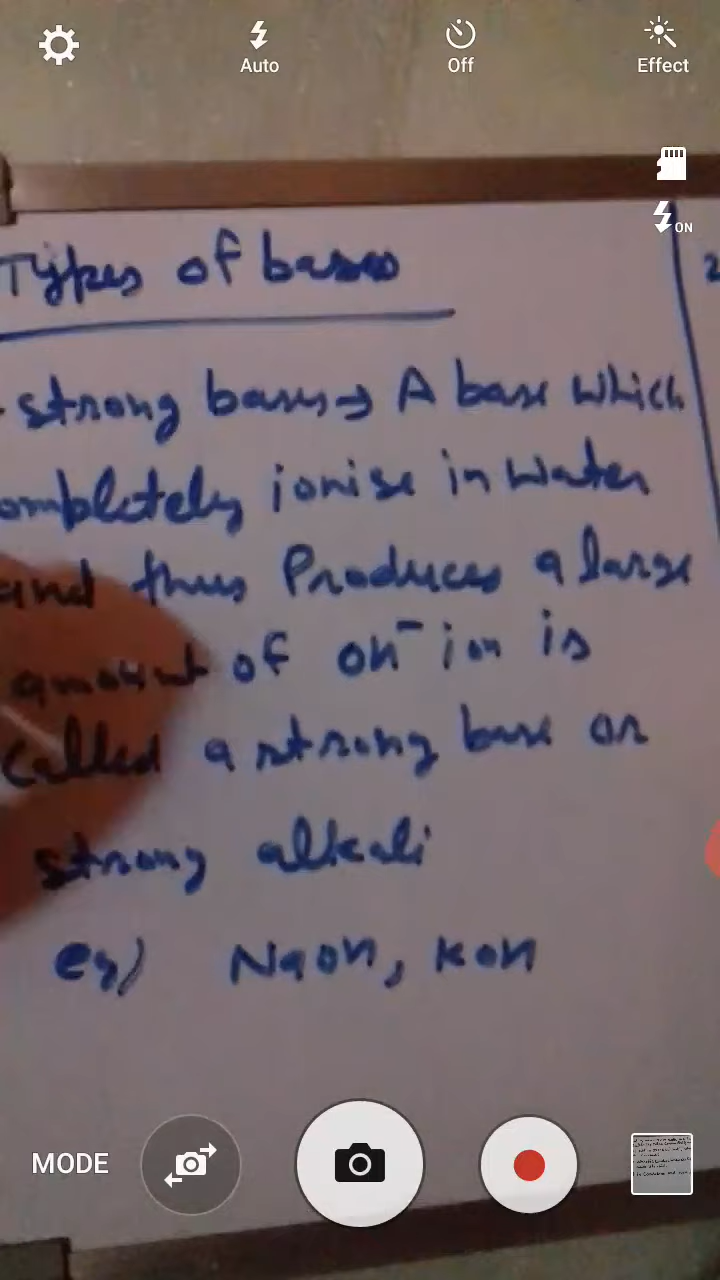 Auto
Off
Effect
ON
Types of bases
2
strong bases → A base which
ompletely ionise in water
and thus Produces a large
amount of OH⁻ ion is
called a strong base or
strong alkali
eg) NaOH, KOH
MODE